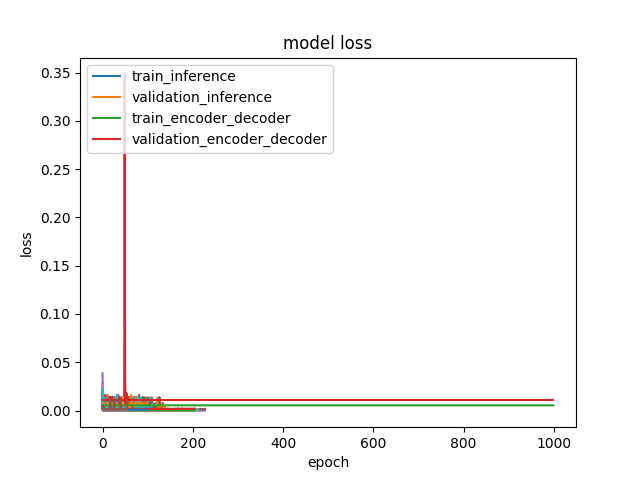 model loss
train_inference
validation_inference
train_encoder_decoder
validation_encoder_decoder
0.35
0.30
0.25
0.20
0.15
0.10
0.05
0.00
loss
0 200 400 600 800 1000
epoch